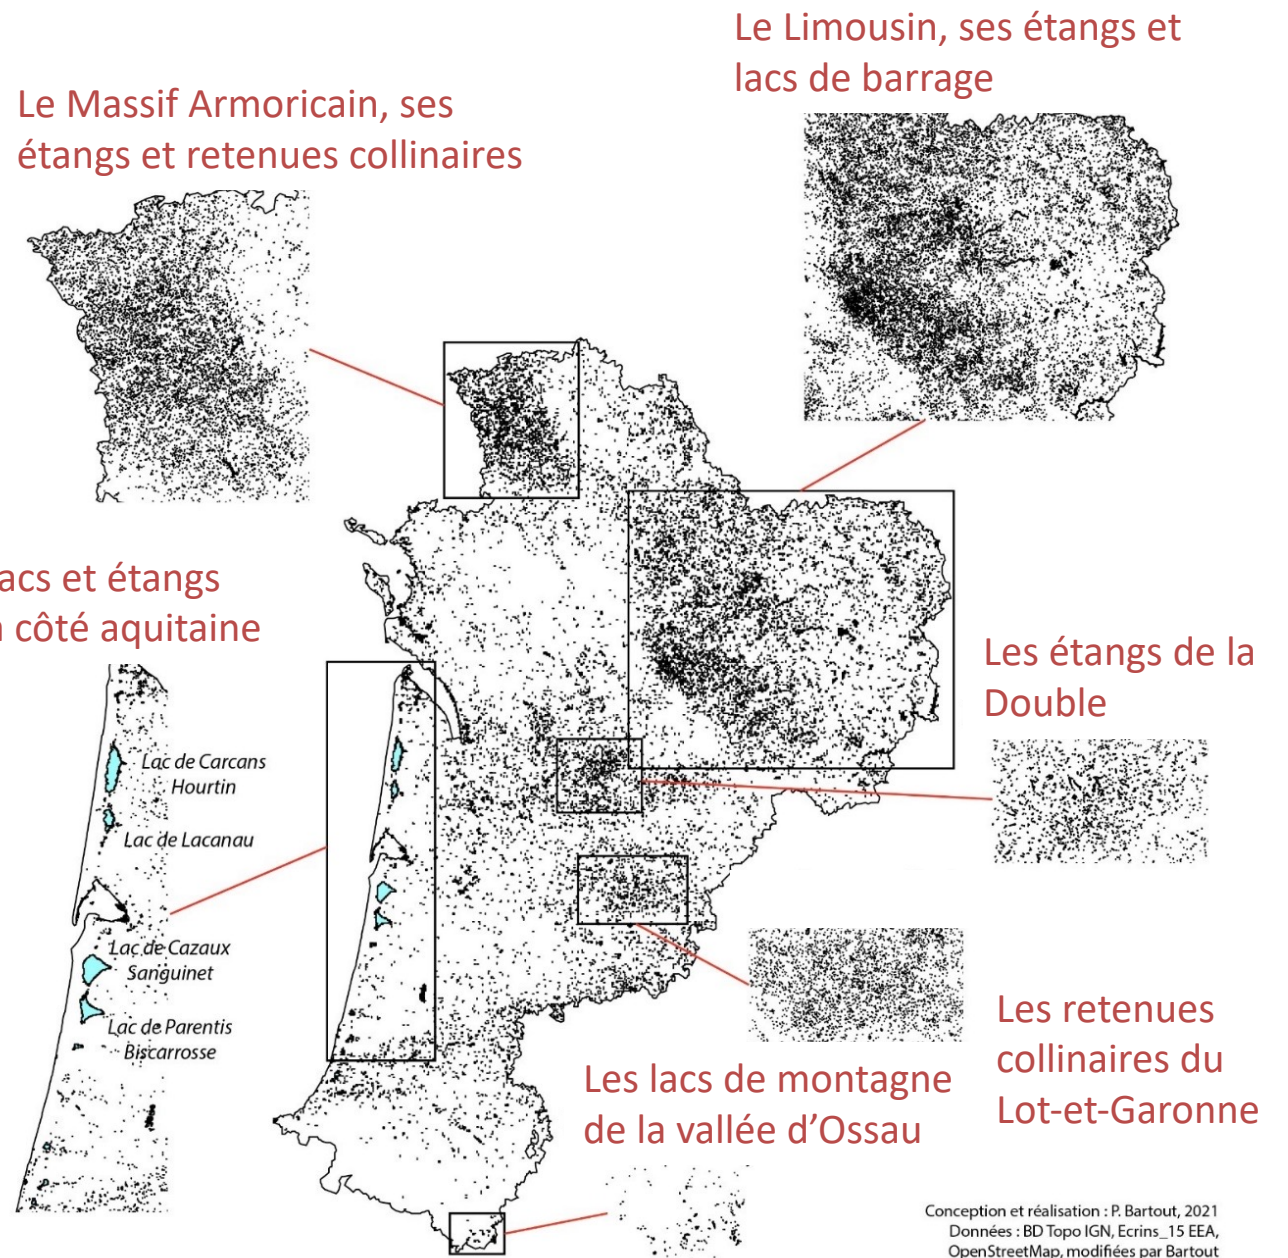 Le Limousin, ses étangs et
lacs de barrage
Le Massif Armoricain, ses
étangs et retenues collinaires
lacs et étangs
côté aquitaine
Lac de Carcans
Hourtin
Lac de Lacanau
Lac de Cazaux
Sanguinet
Lac de Parentis
Biscarrosse
Les étangs de la
Double
Les retenues
collinaires du
Lot-et-Garonne
Les lacs de montagne
de la vallée d’Ossau
Conception et réalisation : P. Bartout, 2021
Données : BD Topo IGN, Ecrins_15 EEA,
OpenStreetMap, modifiées par Bartout